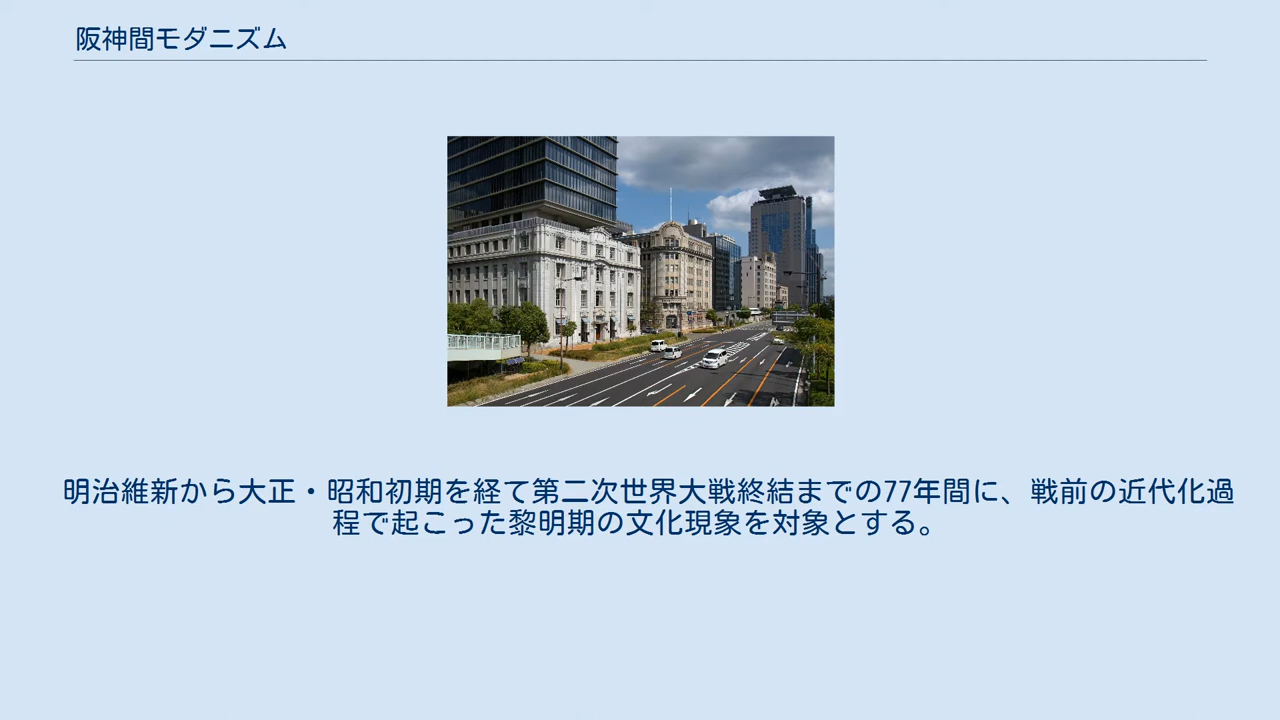 阪神間モダニズム
明治維新から大正・昭和初期を経て第二次世界大戦終結までの77年間に、戦前の近代化過
程で起こった黎明期の文化現象を対象とする。